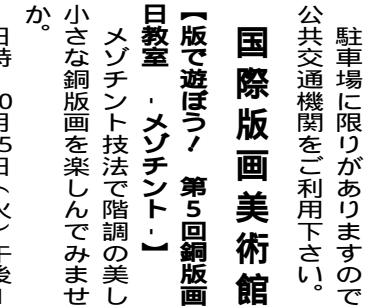 駐車場に限りがありますので
公共交通機関をご利用下さい。
国際版画美術館
【版で遊ぼう! 第5回銅版画
日教室 -メゾチント-】
メゾチント技法で階調の美し
小さな銅版画を楽しんでみませ
か。
日時 月 日(火)午後